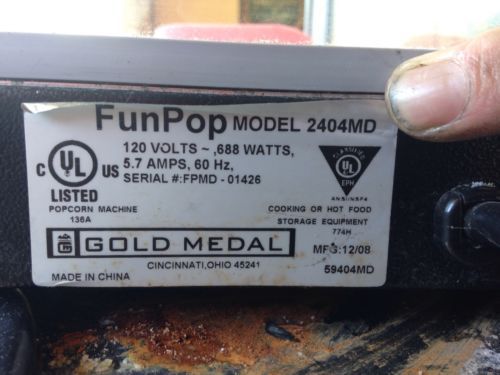 FunPop MODEL 2404MD
120 VOLTS ~ ,688 WATTS,
5.7 AMPS, 60 Hz,
SERIAL #:FPMD - 01426
C UL US
LISTED
POPCORN MACHINE
136A
CLASSIFIED
UL
EPH
ANSI/NSF4
COOKING OR HOT FOOD
STORAGE EQUIPMENT
774H
GOLD MEDAL
CINCINNATI,OHIO 45241
MFG:12/08
MADE IN CHINA
59404MD